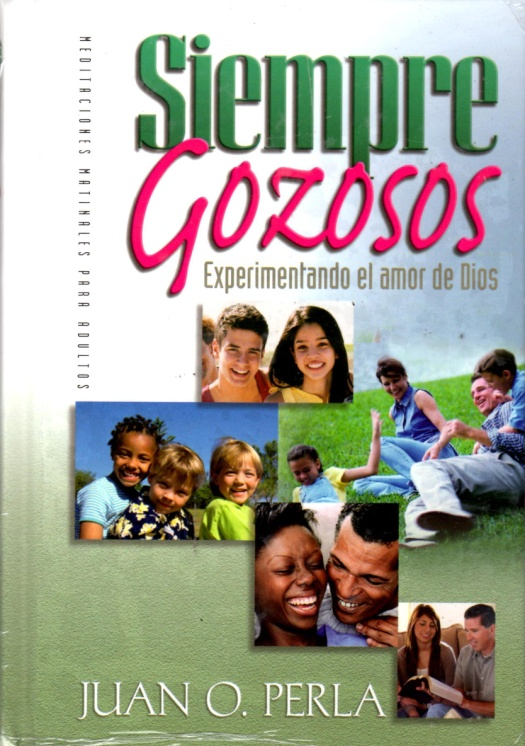 MEDITACIONES MATINALES PARA ADULTOS
Siempre
Gozosos
Experimentando el amor de Dios
JUAN O. PERLA